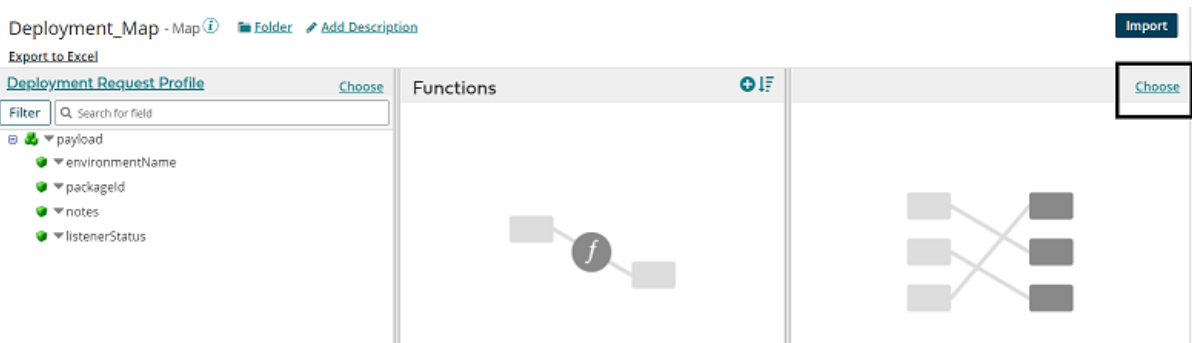 Deployment_Map - Map i Folder Add Description
Import
Export to Excel
Deployment Request Profile Choose
Functions
Choose
Filter Search for field
payload
environmentName
packageId
notes
listenerStatus
f